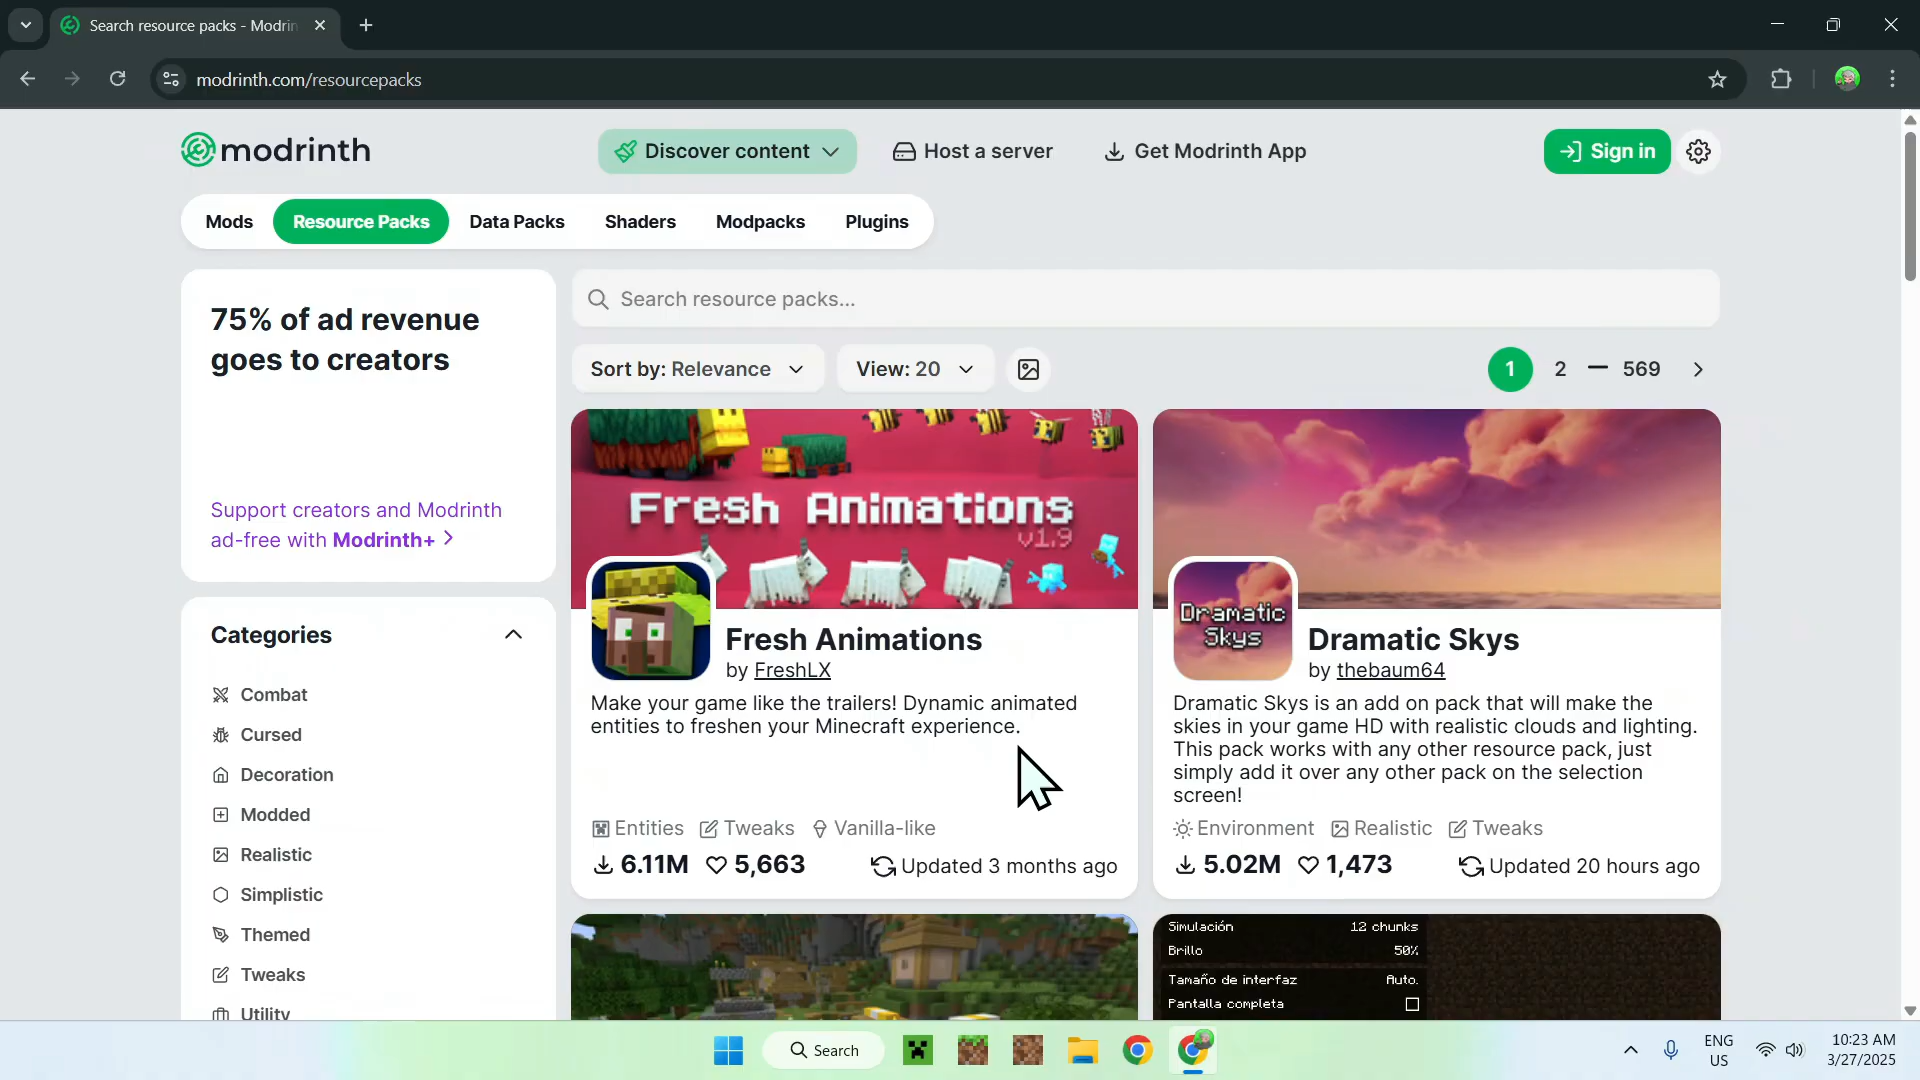 Search resource packs - Modrin
modrinth.com/resourcepacks
modrinth
Discover content
Host a server
Get Modrinth App
Sign in
Mods
Resource Packs
Data Packs
Shaders
Modpacks
Plugins
75% of ad revenue
goes to creators
Support creators and Modrinth
ad-free with Modrinth+
Categories
Combat
Cursed
Decoration
Modded
Realistic
Simplistic
Themed
Tweaks
Utility
Search resource packs...
Sort by: Relevance
View: 20
1
2
569
Fresh Animations
v1.9
Fresh Animations
by FreshLX
Make your game like the trailers! Dynamic animated
entities to freshen your Minecraft experience.
Entities Tweaks Vanilla-like
6.11M 5,663 Updated 3 months ago
Dramatic
Skys
Dramatic Skys
by thebaum64
Dramatic Skys is an add on pack that will make the
skies in your game HD with realistic clouds and lighting.
This pack works with any other resource pack, just
simply add it over any other pack on the selection
screen!
Environment Realistic Tweaks
5.02M 1,473 Updated 20 hours ago
Simulación 12 chunks
Brillo 50%
Tamaño de interfaz Auto.
Pantalla completa
Search
ENG
US
10:23 AM
3/27/2025